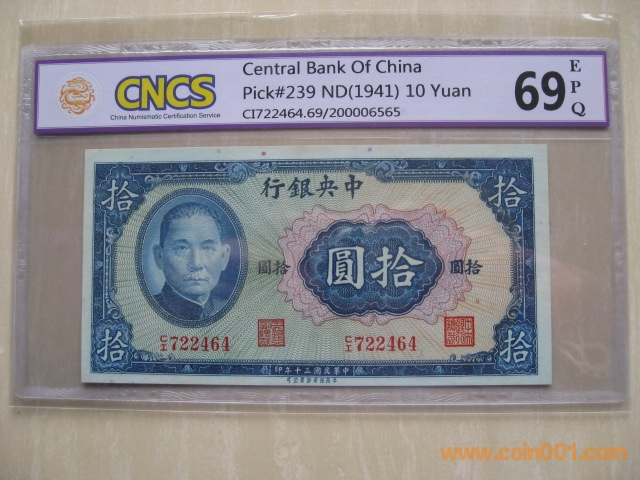 CNCS
China Numismatic Certification Service
Central Bank Of China
Pick#239 ND(1941) 10 Yuan
CI722464.69/200006565
69 EPQ
行銀央中
拾
拾
圓拾
圓拾
圓拾
C/I 722464
C/I 722464
拾
拾
印年十三國民華中
www.coin001.com